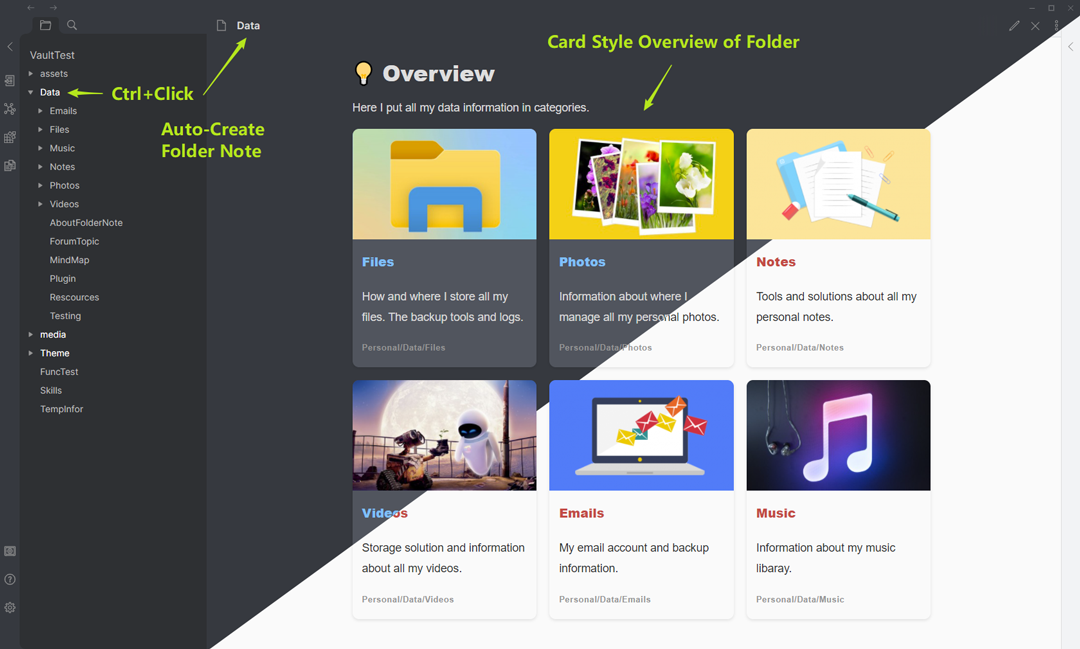 Data
VaultTest
assets
Data
Emails
Files
Music
Notes
Photos
Videos
AboutFolderNote
ForumTopic
MindMap
Plugin
Rescources
Testing
media
Theme
FuncTest
Skills
TempInfor
Ctrl+Click
Auto-Create
Folder Note
Card Style Overview of Folder
Overview
Here I put all my data information in categories.
Files
How and where I store all my
files. The backup tools and logs.
Personal/Data/Files
Photos
Information about where I
manage all my personal photos.
Personal/Data/Photos
Notes
Tools and solutions about all my
personal notes.
Personal/Data/Notes
Videos
Storage solution and information
about all my videos.
Personal/Data/Videos
Emails
My email account and backup
information.
Personal/Data/Emails
Music
Information about my music
libaray.
Personal/Data/Music